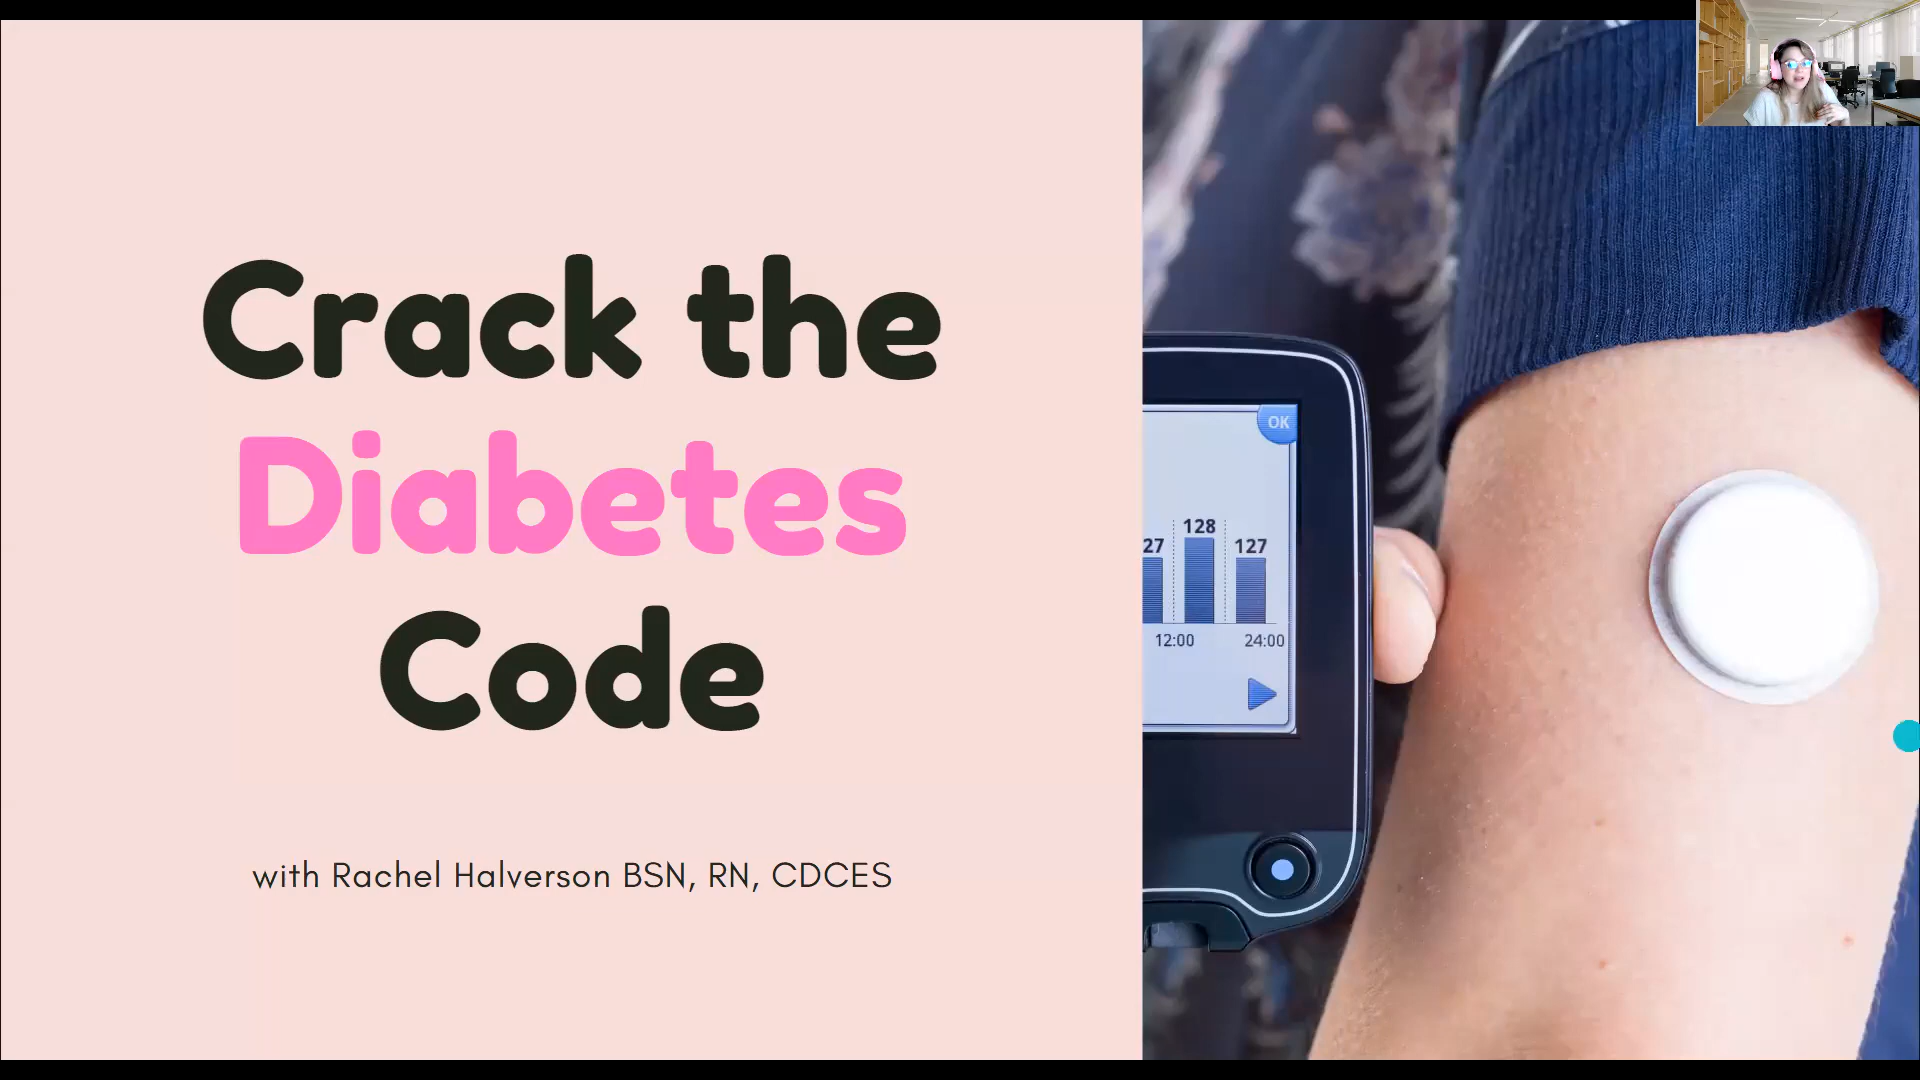 Crack the
Diabetes
Code
with Rachel Halverson BSN, RN, CDCES
OK
27 128 127
12:00 24:00